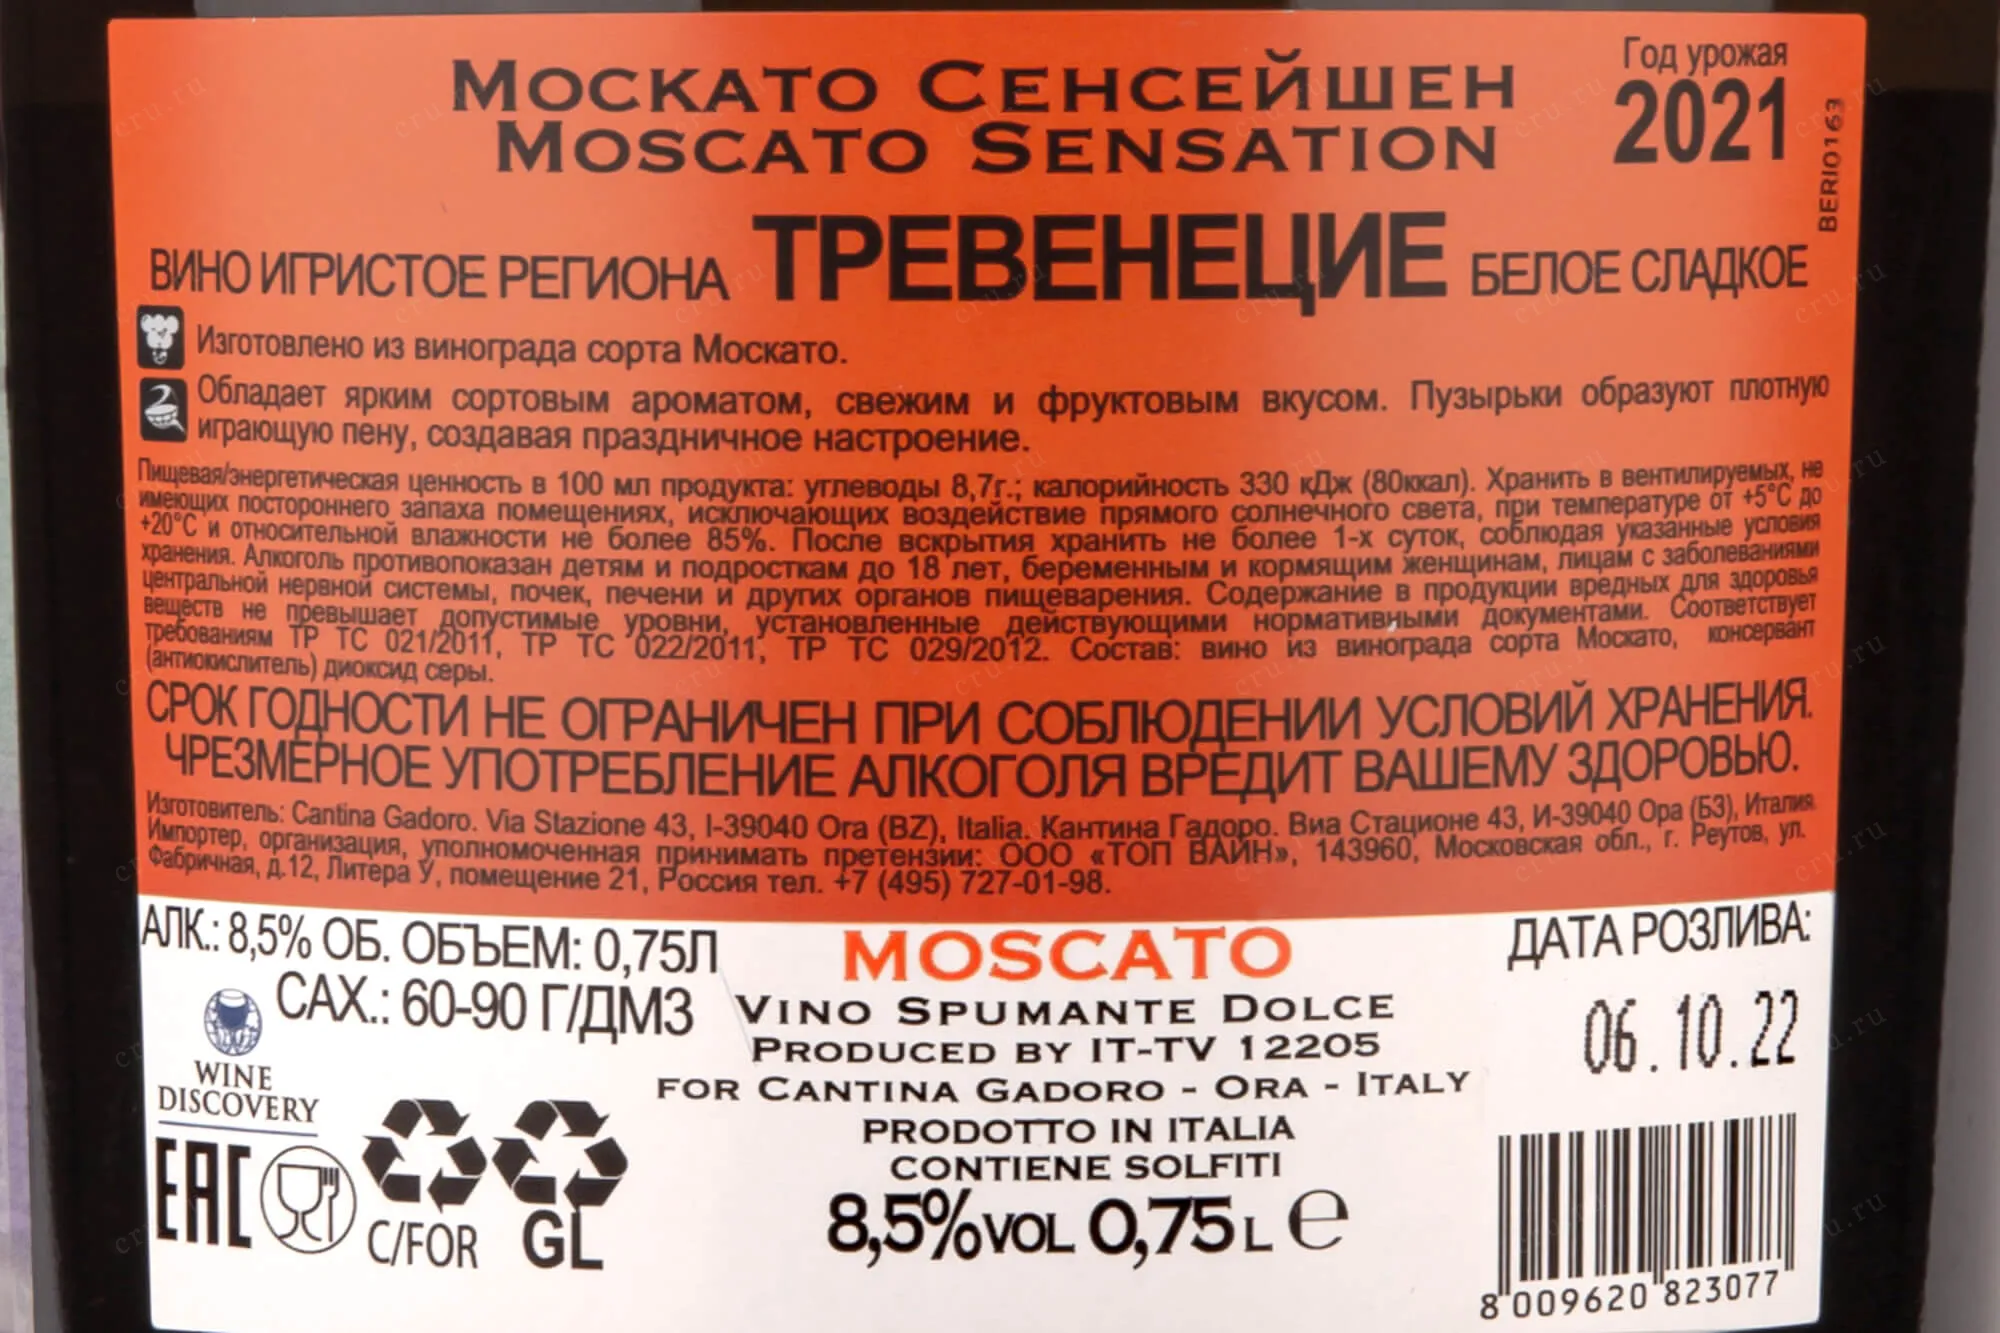 Москато Сенсейшен
Moscato Sensation
Год урожая
2021
BERIO163
ВИНО ИГРИСТОЕ РЕГИОНА ТРЕВЕНЕЦИЕ БЕЛОЕ СЛАДКОЕ
Изготовлено из винограда сорта Москато.
Обладает ярким сортовым ароматом, свежим и фруктовым вкусом. Пузырьки образуют плотную
играющую пену, создавая праздничное настроение.
Пищевая/энергетическая ценность в 100 мл продукта: углеводы 8,7г.; калорийность 330 кДж (80ккал). Хранить в вентилируемых, не
имеющих постороннего запаха помещениях, исключающих воздействие прямого солнечного света, при температуре от +5°С до
+20°С и относительной влажности не более 85%. После вскрытия хранить не более 1-х суток, соблюдая указанные условия
хранения. Алкоголь противопоказан детям и подросткам до 18 лет, беременным и кормящим женщинам, лицам с заболеваниями
центральной нервной системы, почек, печени и других органов пищеварения. Содержание в продукции вредных для здоровья
веществ не превышает допустимые уровни, установленные действующими нормативными документами. Соответствует
требованиям ТР ТС 021/2011, ТР ТС 022/2011, ТР ТС 029/2012. Состав: вино из винограда сорта Москато, консервант
(антиокислитель) диоксид серы.
СРОК ГОДНОСТИ НЕ ОГРАНИЧЕН ПРИ СОБЛЮДЕНИИ УСЛОВИЙ ХРАНЕНИЯ.
ЧРЕЗМЕРНОЕ УПОТРЕБЛЕНИЕ АЛКОГОЛЯ ВРЕДИТ ВАШЕМУ ЗДОРОВЬЮ.
Изготовитель: Cantina Gadoro. Via Stazione 43, I-39040 Ora (BZ), Italia. Кантина Гадоро. Виа Стационе 43, И-39040 Ора (БЗ), Италия.
Импортер, организация, уполномоченная принимать претензии: ООО «ТОП ВАЙН», 143960, Московская обл., г. Реутов, ул.
Фабричная, д.12, Литера У, помещение 21, Россия тел. +7 (495) 727-01-98.
АЛК.: 8,5% ОБ. ОБЪЕМ: 0,75Л
САХ.: 60-90 Г/ДМ3
WINE
DISCOVERY
EAC
C/FOR
GL
MOSCATO
Vino Spumante Dolce
Produced by IT-TV 12205
for Cantina Gadoro - Ora - Italy
PRODOTTO IN ITALIA
CONTIENE SOLFITI
8,5%VOL 0,75L e
ДАТА РОЗЛИВА:
06.10.22
8 009620 823077
cru.ru